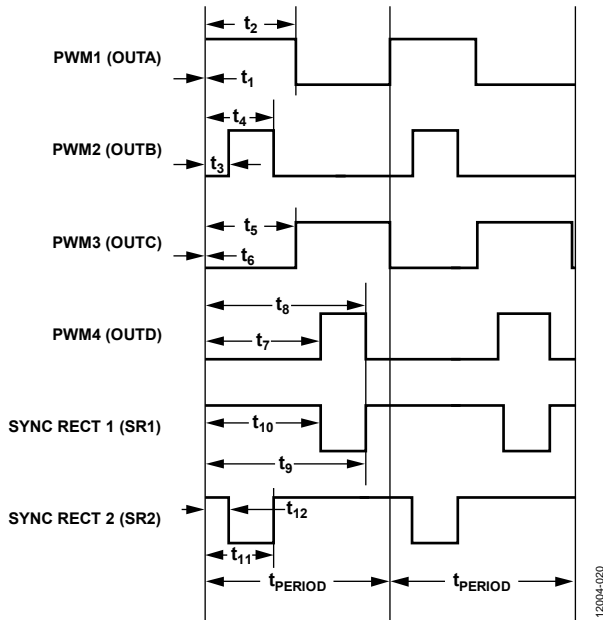 t2
PWM1 (OUTA)
t1
t4
PWM2 (OUTB)
t3
t5
PWM3 (OUTC)
t6
t8
PWM4 (OUTD)
t7
SYNC RECT 1 (SR1)
t10
t9
SYNC RECT 2 (SR2)
t12
t11
tPERIOD tPERIOD
12004-020